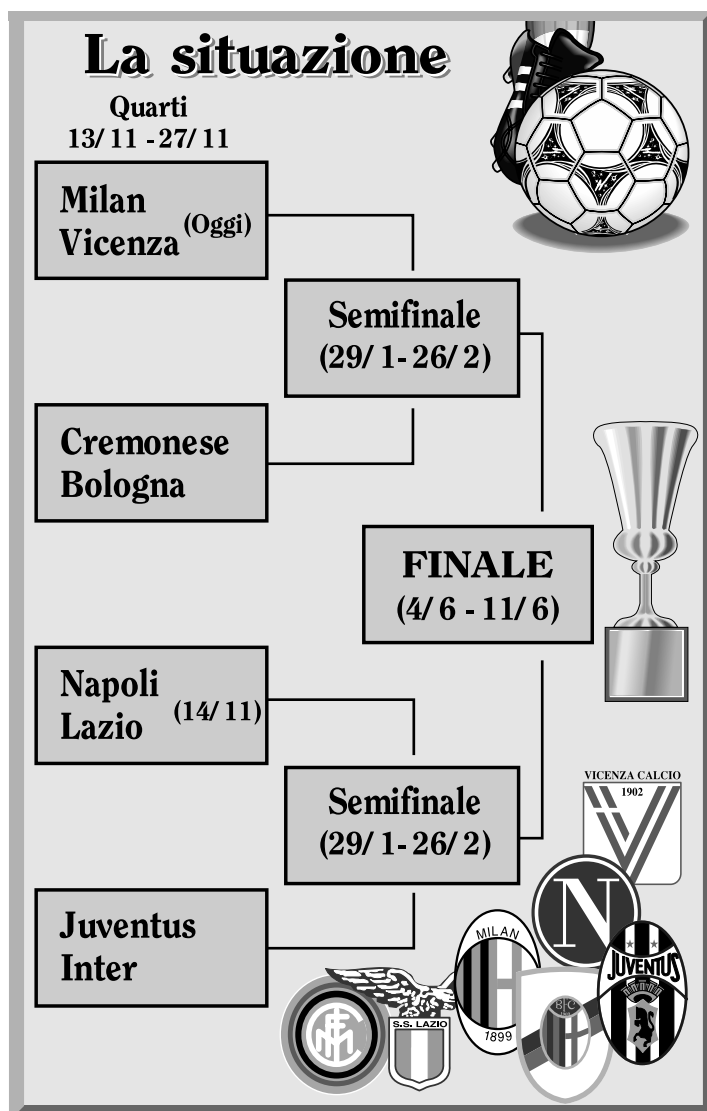 La situazione
Quarti
13/11 - 27/11
Milan
Vicenza (Oggi)
Semifinale
(29/1 - 26/2)
Cremonese
Bologna
FINALE
(4/6 - 11/6)
Napoli
Lazio (14/11)
Semifinale
(29/1 - 26/2)
Juventus
Inter
VICENZA CALCIO
1902
N
MILAN
1899
JUVENTUS
S.S. LAZIO
BFC